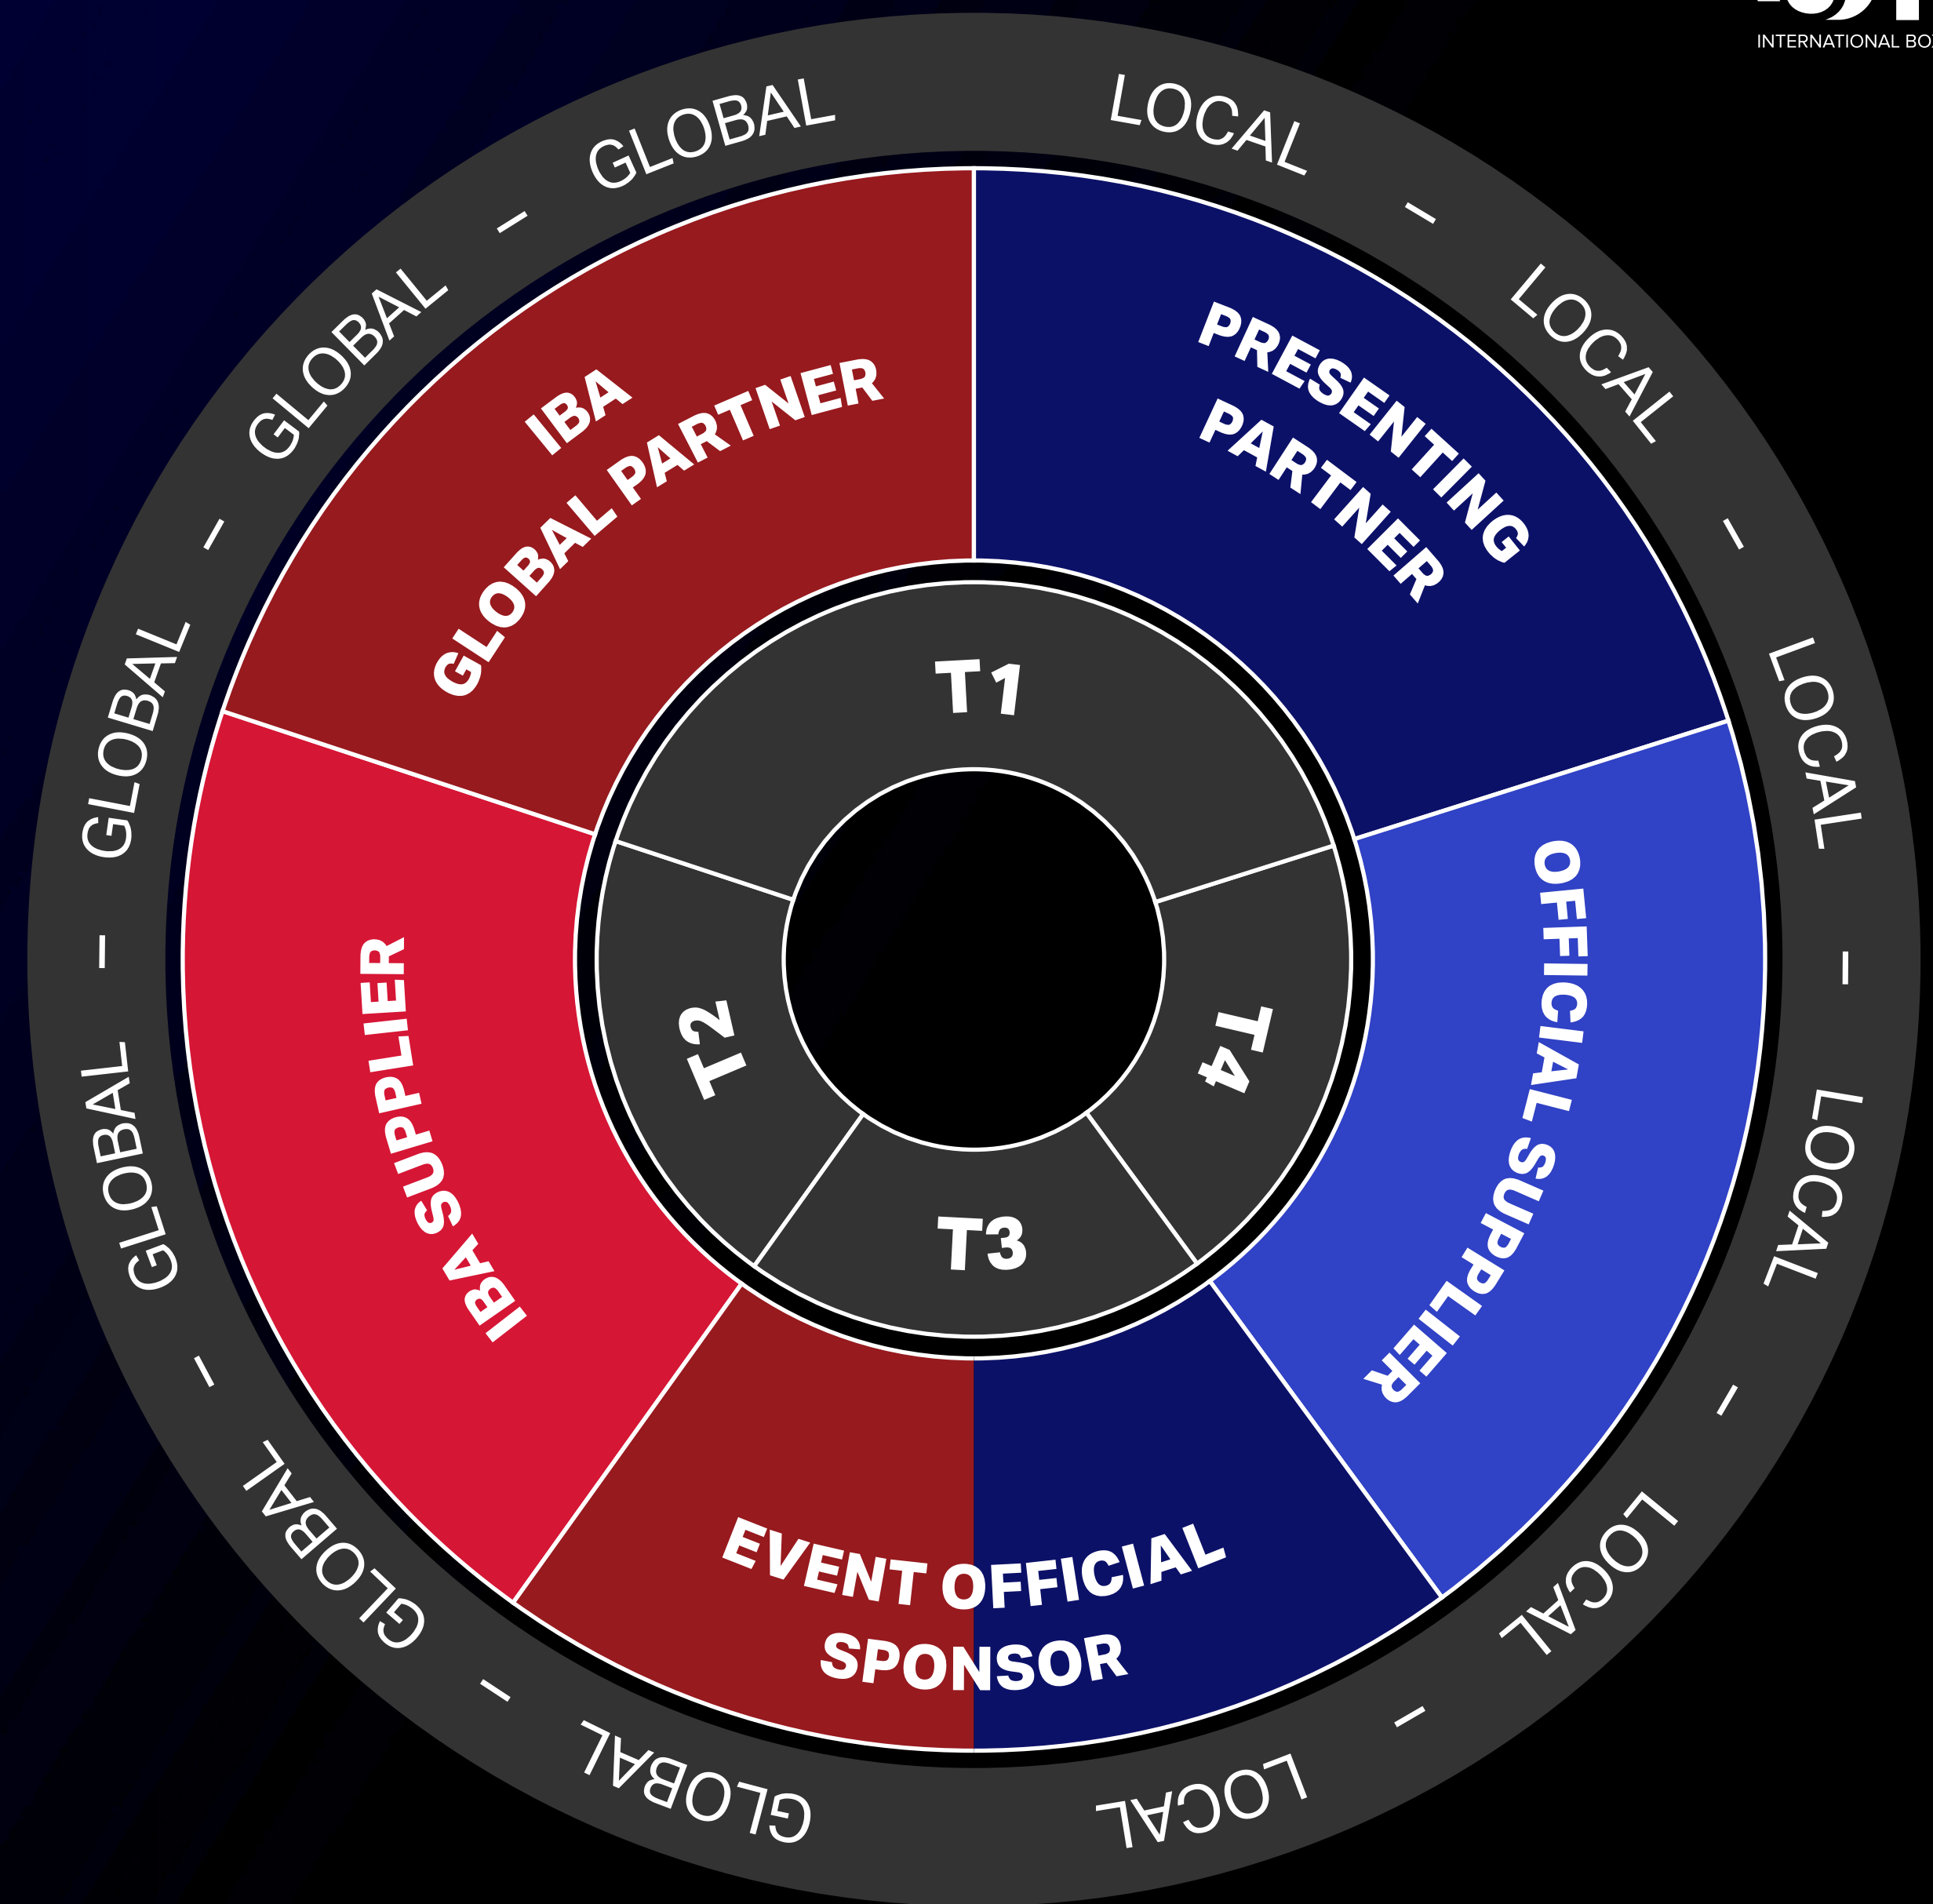 INTERNATIONAL
GLOBAL – GLOBAL – GLOBAL – GLOBAL – GLOBAL – GLOBAL
LOCAL – LOCAL – LOCAL – LOCAL – LOCAL – LOCAL
IBA
GLOBAL PARTNER
PRESENTING
PARTNER
T1
OFFICIAL SUPPLIER
IBA SUPPLIER
T2
T4
T3
EVENT OFFICIAL
SPONSOR